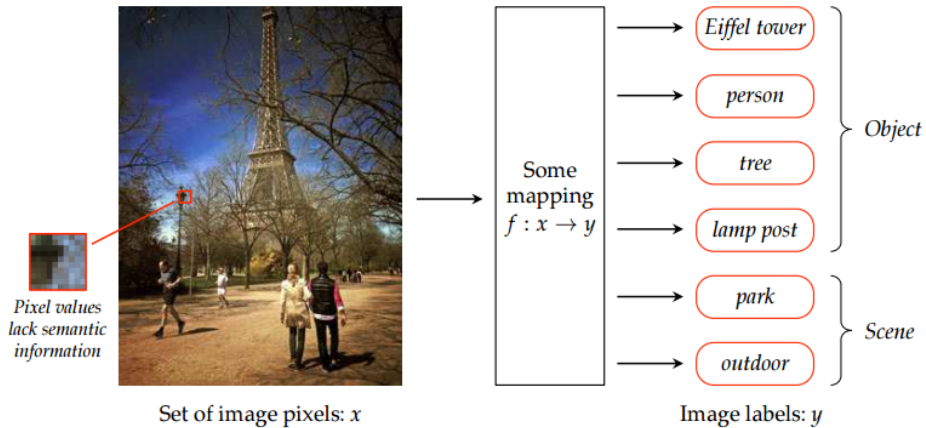 Pixel values
lack semantic
information
Set of image pixels: x
Some
mapping
f : x → y
Eiffel tower
person
tree
lamp post
Object
park
outdoor
Scene
Image labels: y